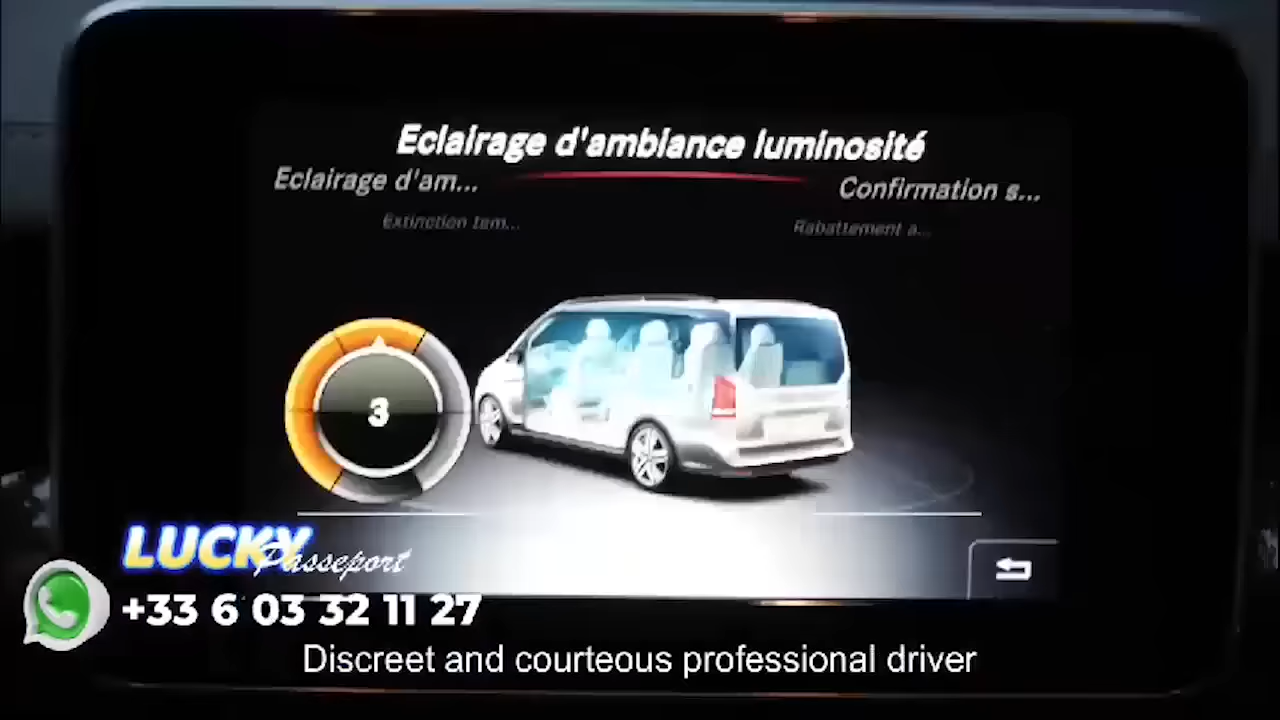 Eclairage d'ambiance luminosité
Eclairage d'am...
Confirmation s...
Extinction tem...
Rabattement a...
3
LUCKY
Passeport
+33 6 03 32 11 27
Discreet and courteous professional driver